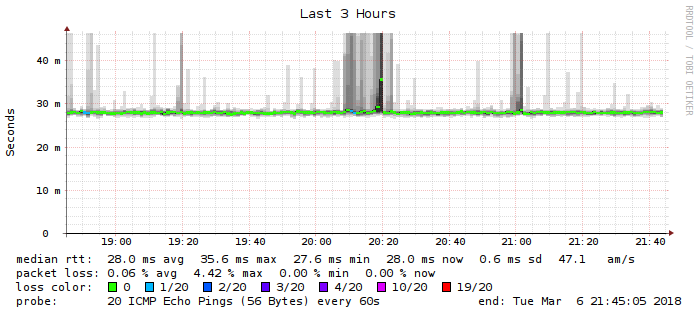 Last 3 Hours
RRDTOOL / TOBI OETIKER
Seconds
40 m
30 m
20 m
10 m
0
19:00 19:20 19:40 20:00 20:20 20:40 21:00 21:20 21:40
median rtt: 28.0 ms avg 35.6 ms max 27.6 ms min 28.0 ms now 0.6 ms sd 47.1 am/s
packet loss: 0.06 % avg 4.42 % max 0.00 % min 0.00 % now
loss color: 0 1/20 2/20 3/20 4/20 10/20 19/20
probe: 20 ICMP Echo Pings (56 Bytes) every 60s end: Tue Mar 6 21:45:05 2018